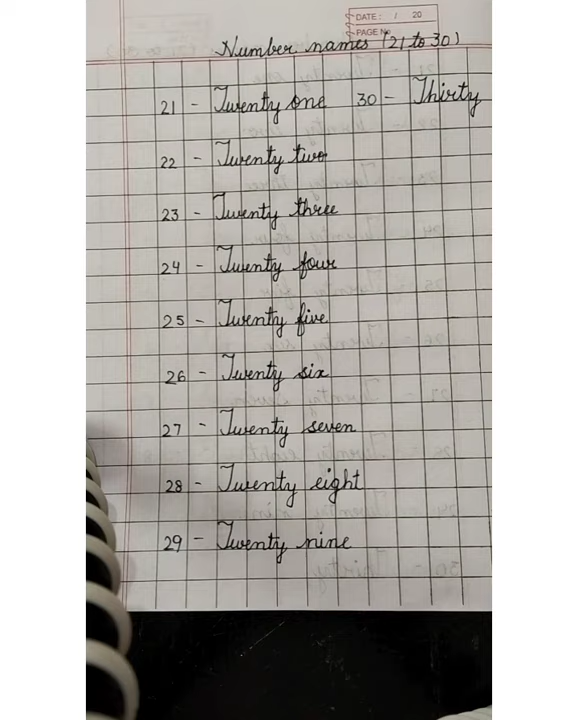 DATE: / 20
PAGE N
Number names (21 to 30)
21 - Twenty one 30 - Thirty
22 - Twenty two
23 - Twenty three
24 - Twenty four
25 - Twenty five
26 - Twenty six
27 - Twenty seven
28 - Twenty eight
29 - Twenty nine